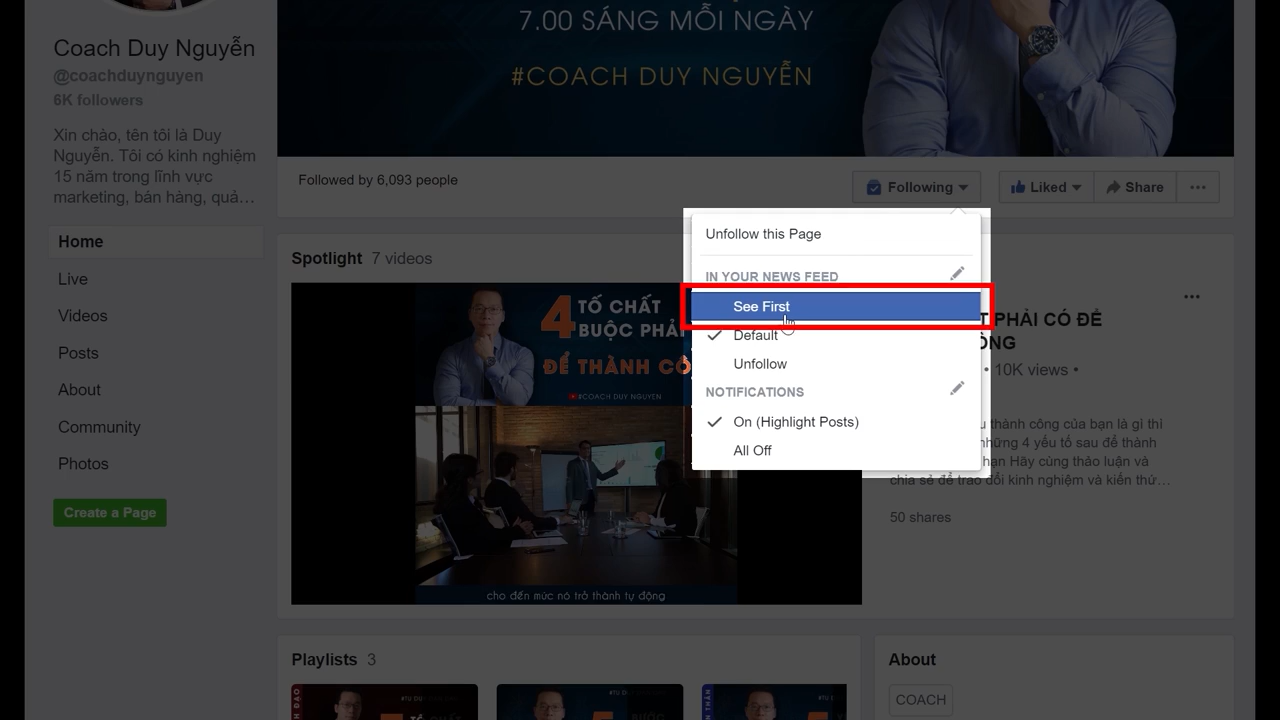 7.00 SÁNG MỖI NGÀY
#COACH DUY NGUYỄN
Coach Duy Nguyễn
@coachduynguyen
6K followers
Xin chào, tên tôi là Duy
Nguyễn. Tôi có kinh nghiệm
15 năm trong lĩnh vực
marketing, bán hàng, quả...
Home
Live
Videos
Posts
About
Community
Photos
Create a Page
Followed by 6,093 people
Following
Liked
Share
Unfollow this Page
IN YOUR NEWS FEED
See First
Default
Unfollow
NOTIFICATIONS
On (Highlight Posts)
All Off
Spotlight 7 videos
4 TỐ CHẤT
BUỘC PHẢI
ĐỂ THÀNH CÔ
#COACH DUY NGUYEN
cho đến mức nó trở thành tự động
PHẢI CÓ ĐỂ
• 10K views •
thành công của bạn là gì thì
những 4 yếu tố sau để thành
hạn Hãy cùng thảo luận và
chia sẻ để trao đổi kinh nghiệm và kiến thứ...
50 shares
Playlists 3
About
COACH